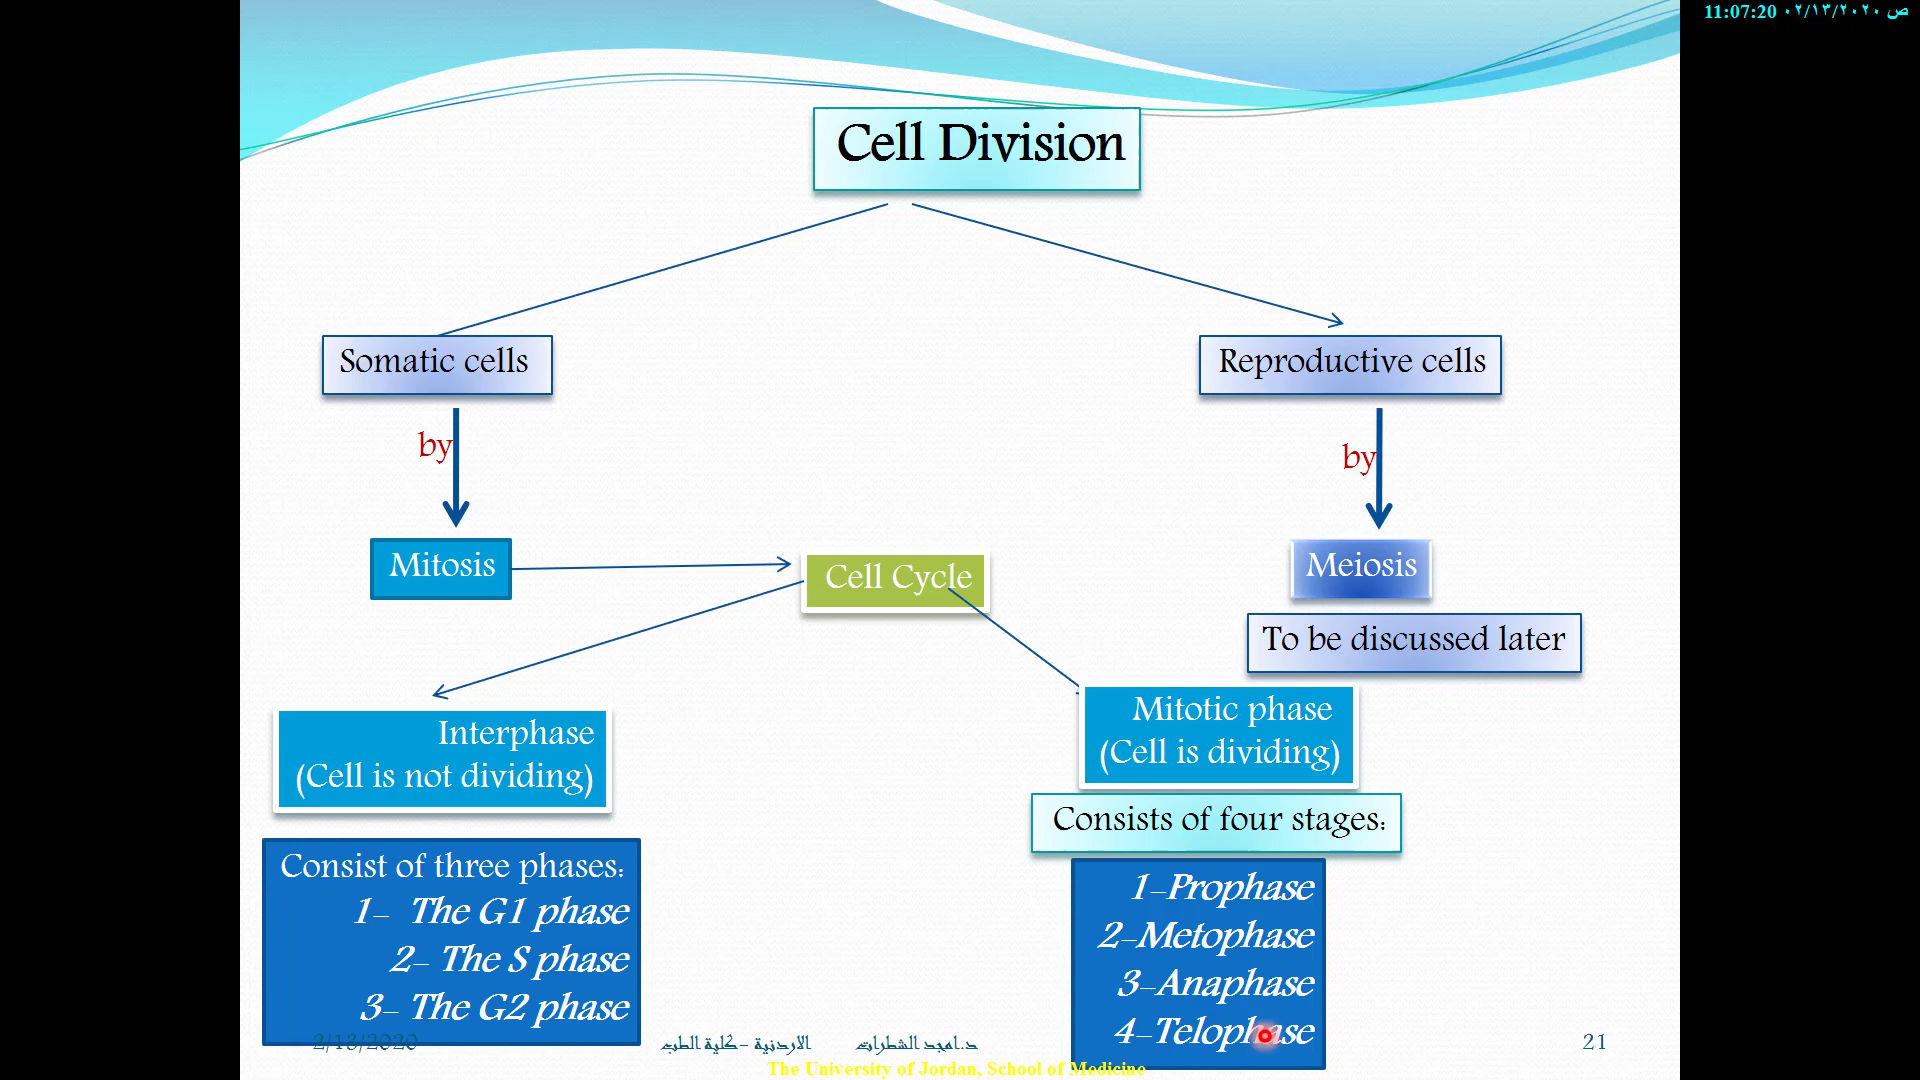 11:07:20 ٠٢/١٣/٢٠٢٠ ص
Cell Division
Somatic cells
Reproductive cells
by
by
Mitosis
Cell Cycle
Meiosis
To be discussed later
Interphase
(Cell is not dividing)
Mitotic phase
(Cell is dividing)
Consists of four stages:
Consist of three phases:
1- The G1 phase
2- The S phase
3- The G2 phase
1-Prophase
2-Metophase
3-Anaphase
4-Telophase
2/13/2020
د.امجد الشطرات الاردنية -كلية الطب
21
The University of Jordan, School of Medicine